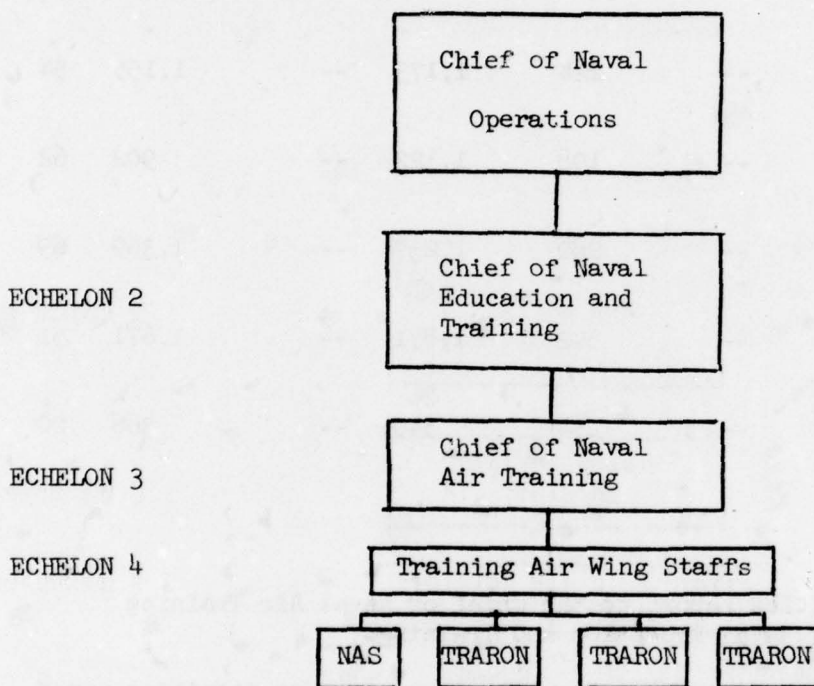 Chief of Naval
Operations
ECHELON 2
Chief of Naval
Education and
Training
ECHELON 3
Chief of Naval
Air Training
ECHELON 4
Training Air Wing Staffs
NAS TRARON TRARON TRARON